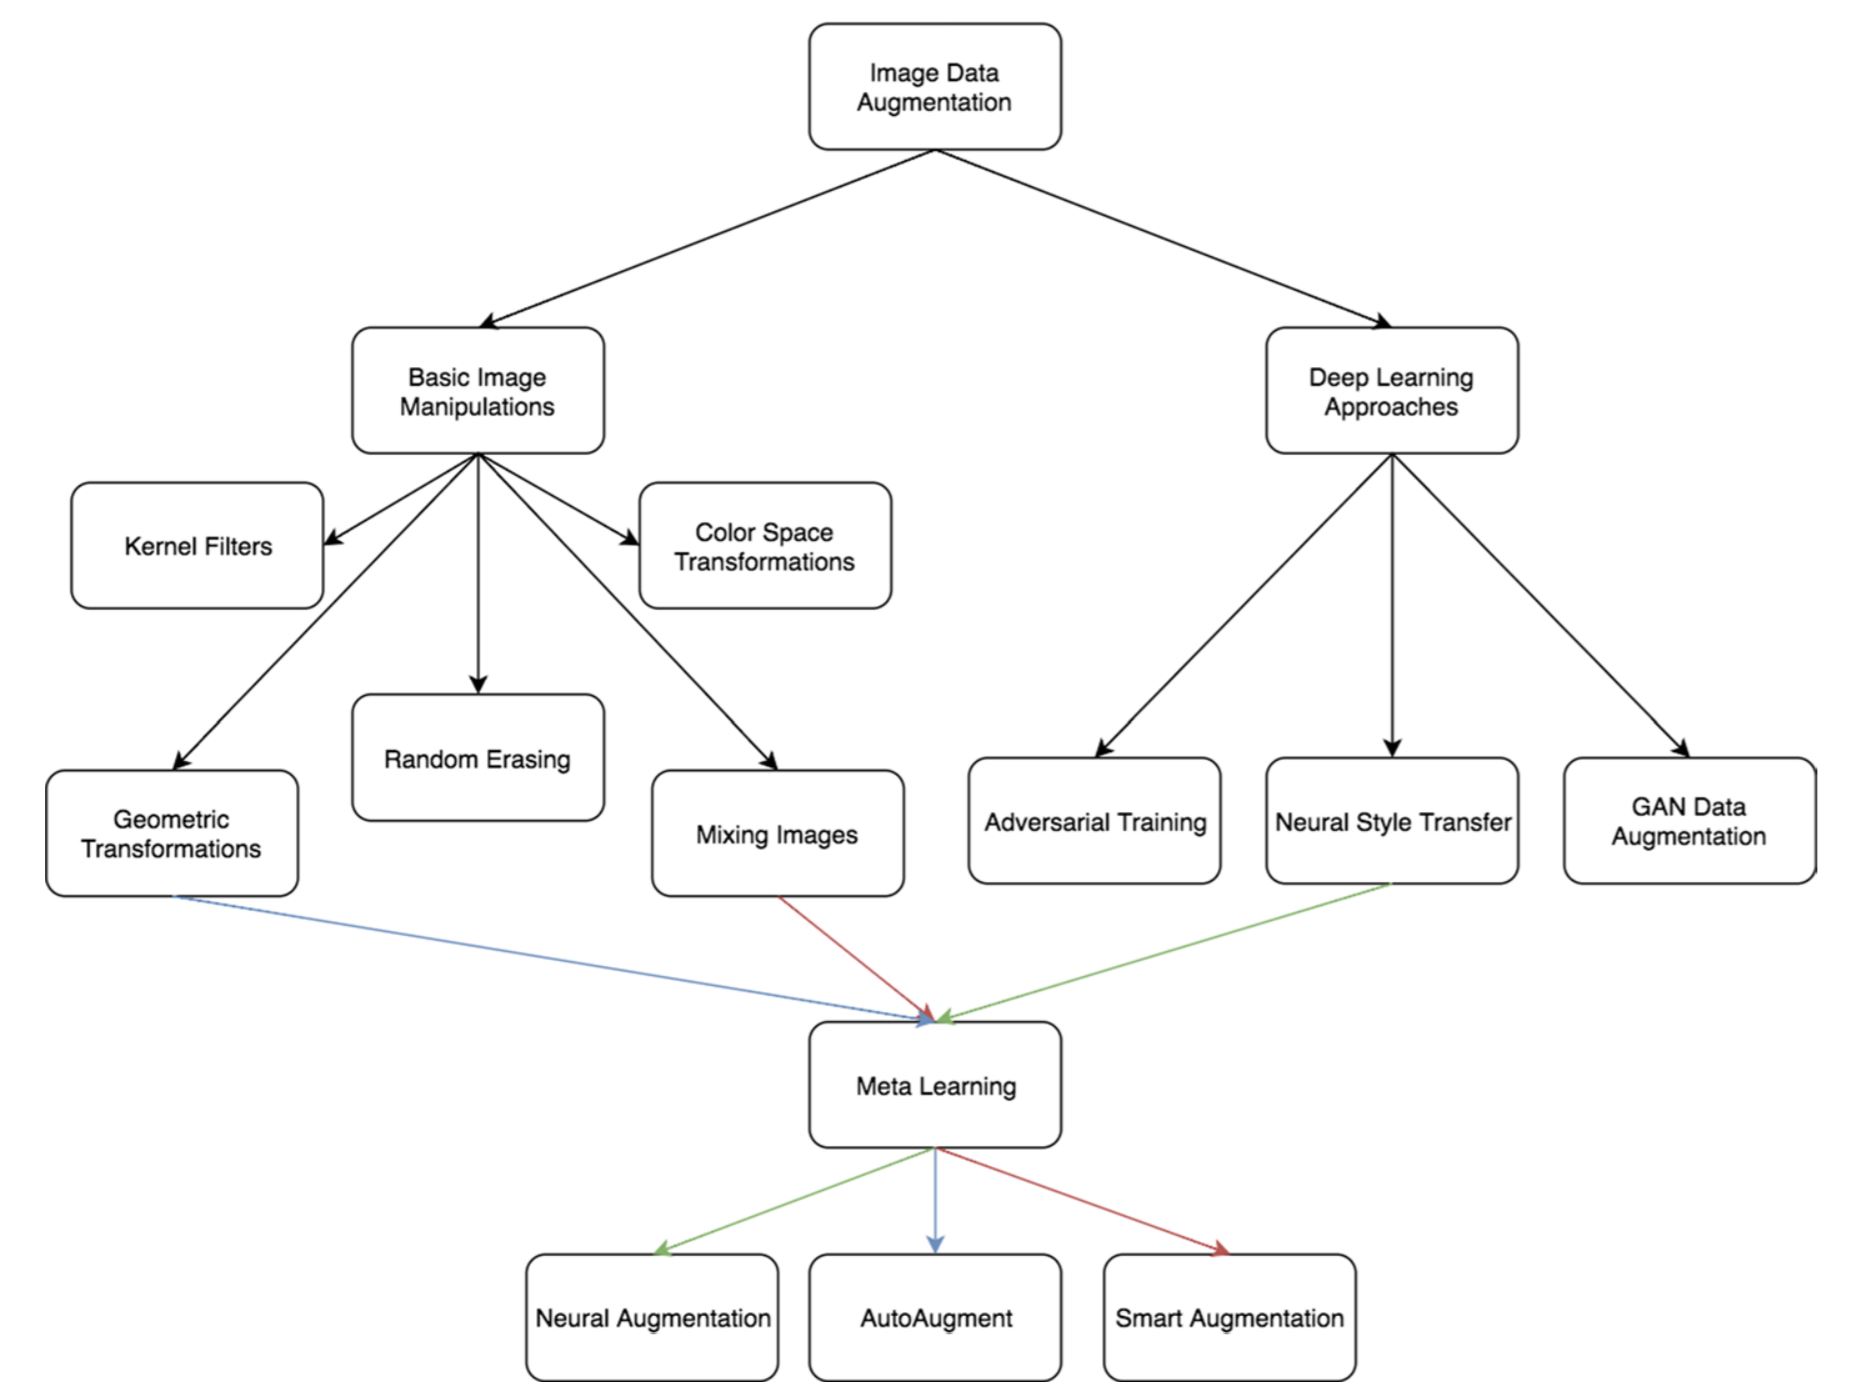 Image Data
Augmentation
Basic Image
Manipulations
Deep Learning
Approaches
Kernel Filters
Color Space
Transformations
Random Erasing
Geometric
Transformations
Mixing Images
Adversarial Training
Neural Style Transfer
GAN Data
Augmentation
Meta Learning
Neural Augmentation
AutoAugment
Smart Augmentation